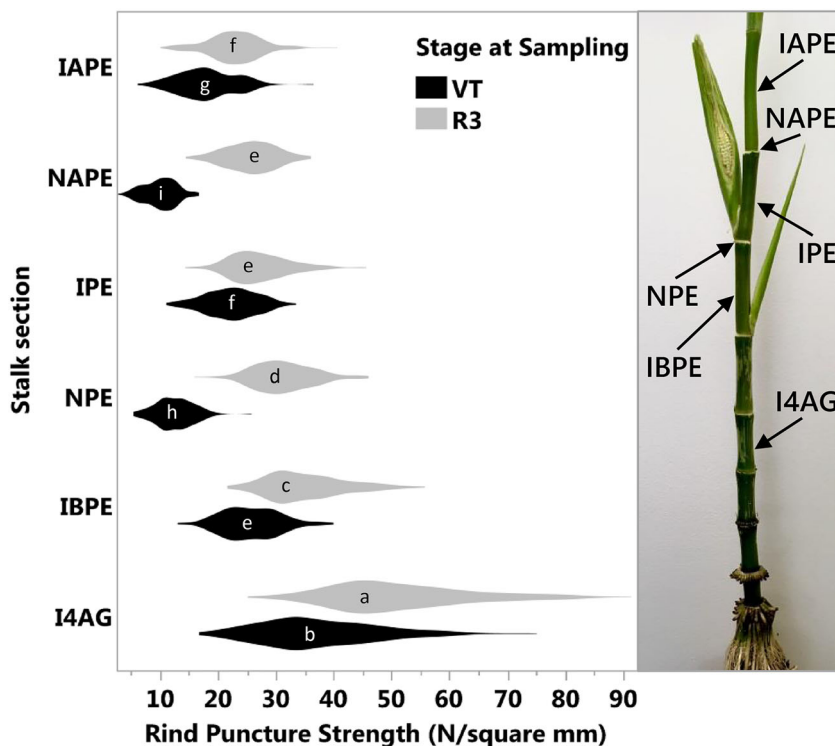 Stage at Sampling
VT
R3
Stalk section
IAPE
f
g
NAPE
e
i
IPE
e
f
NPE
d
h
IBPE
c
e
I4AG
a
b
10 20 30 40 50 60 70 80 90
Rind Puncture Strength (N/square mm)
IAPE
NAPE
IPE
NPE
IBPE
I4AG